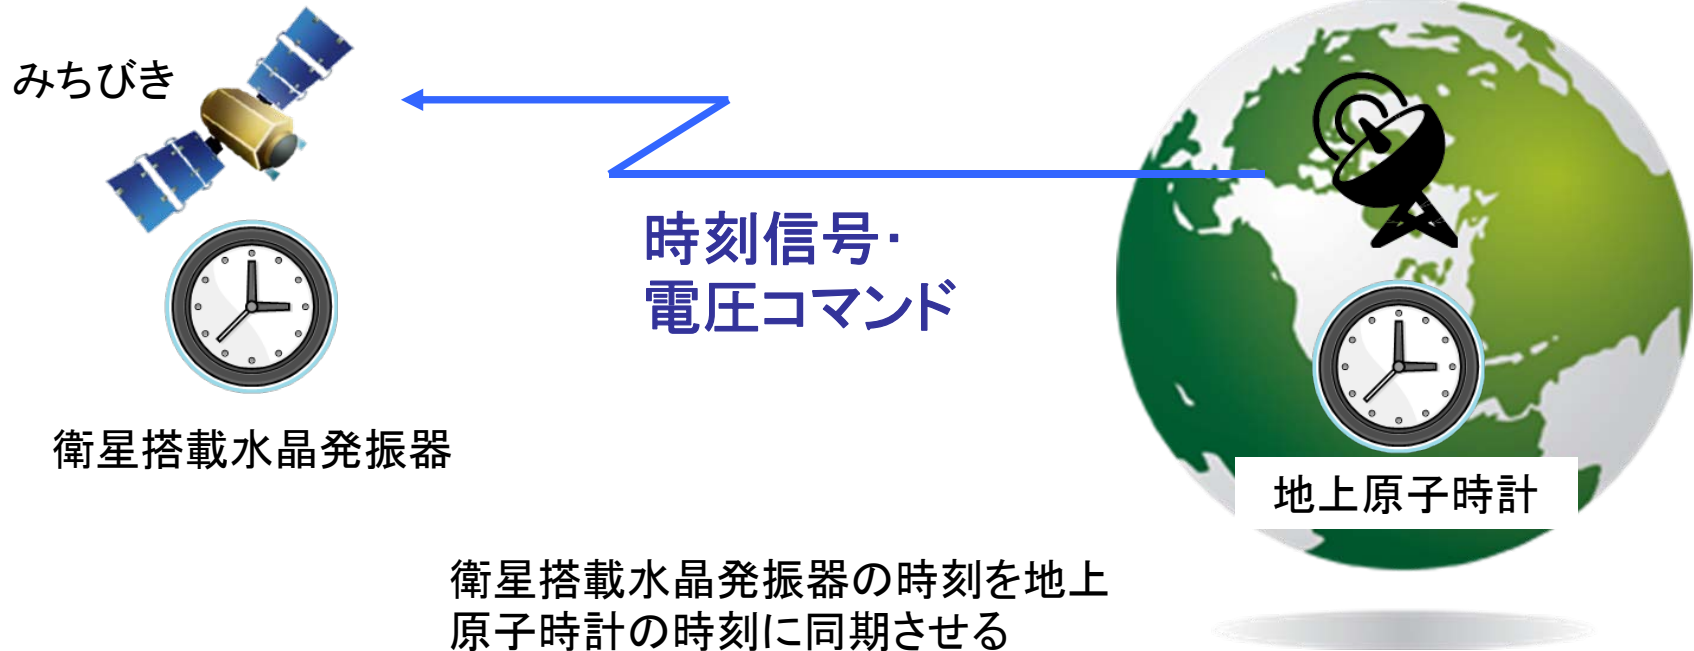 みちびき
時刻信号･
電圧コマンド
衛星搭載水晶発振器
地上原子時計
衛星搭載水晶発振器の時刻を地上
原子時計の時刻に同期させる